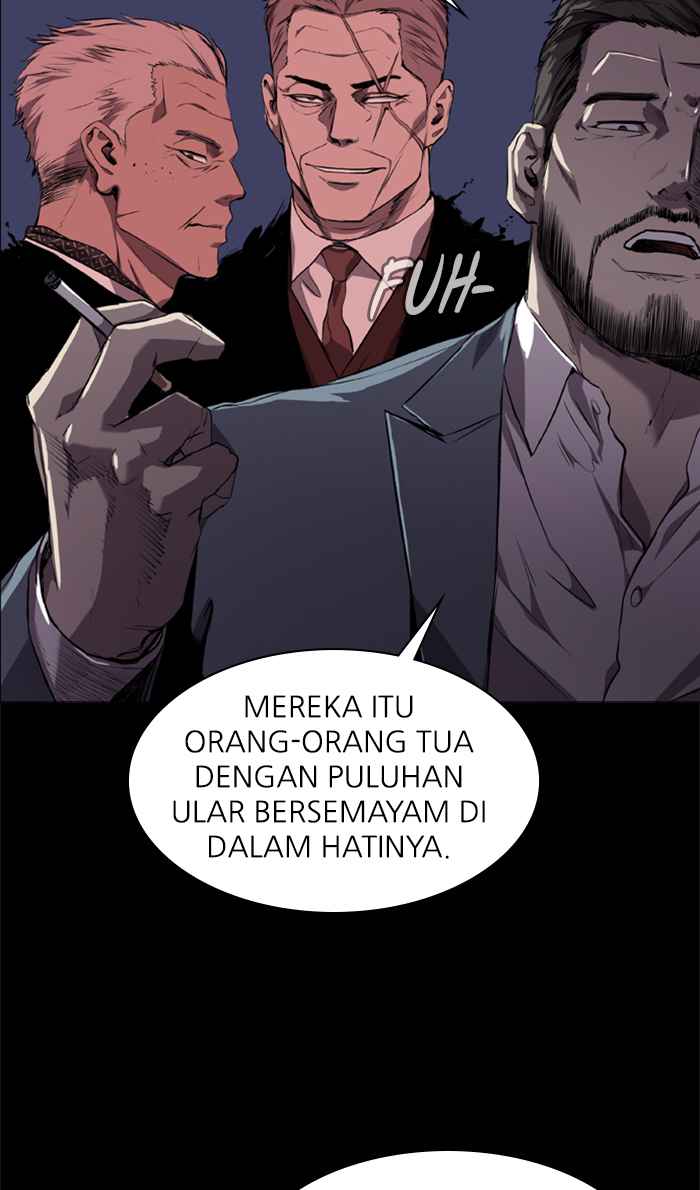 FUH-
MEREKA ITU
ORANG-ORANG TUA
DENGAN PULUHAN
ULAR BERSEMAYAM DI
DALAM HATINYA.